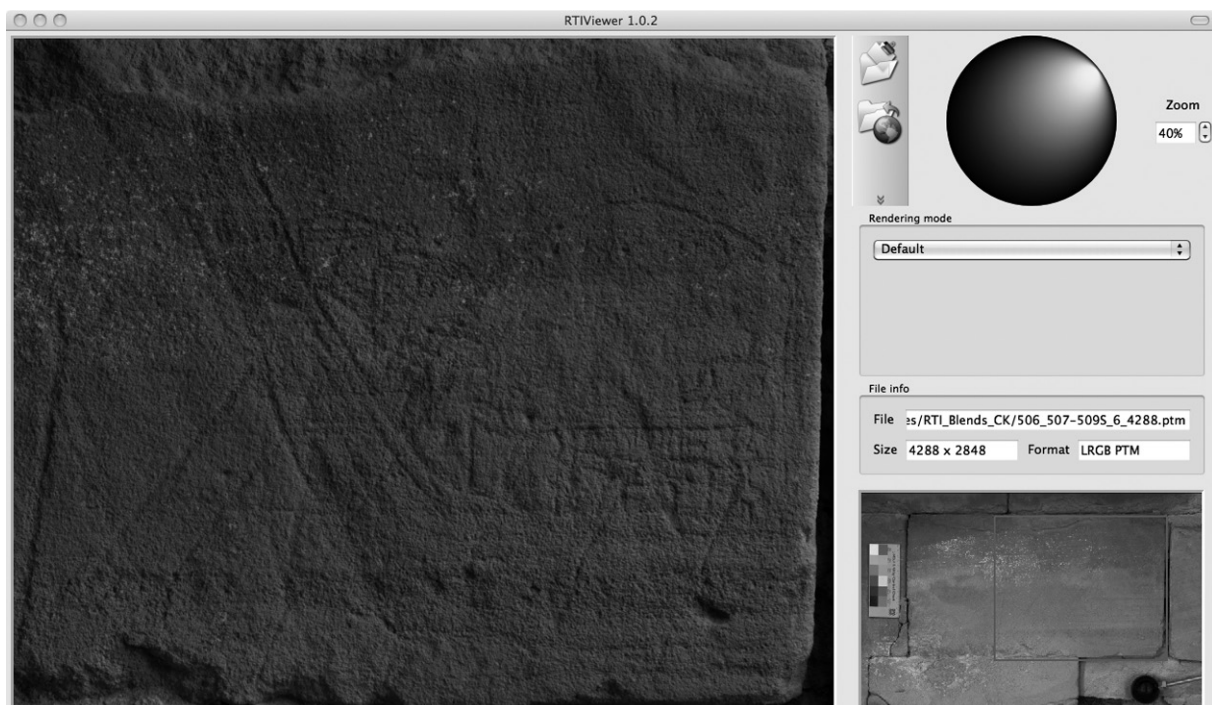 RTIViewer 1.0.2
Zoom
40%
Rendering mode
Default
File info
File es/RTI_Blends_CK/506_507-509S_6_4288.ptm
Size 4288 x 2848 Format LRGB PTM